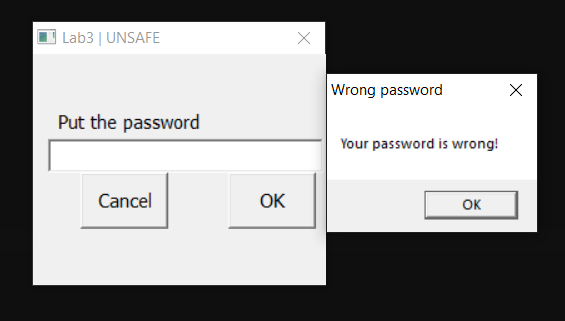 Lab3 | UNSAFE
Put the password
Cancel
OK
Wrong password
Your password is wrong!
OK